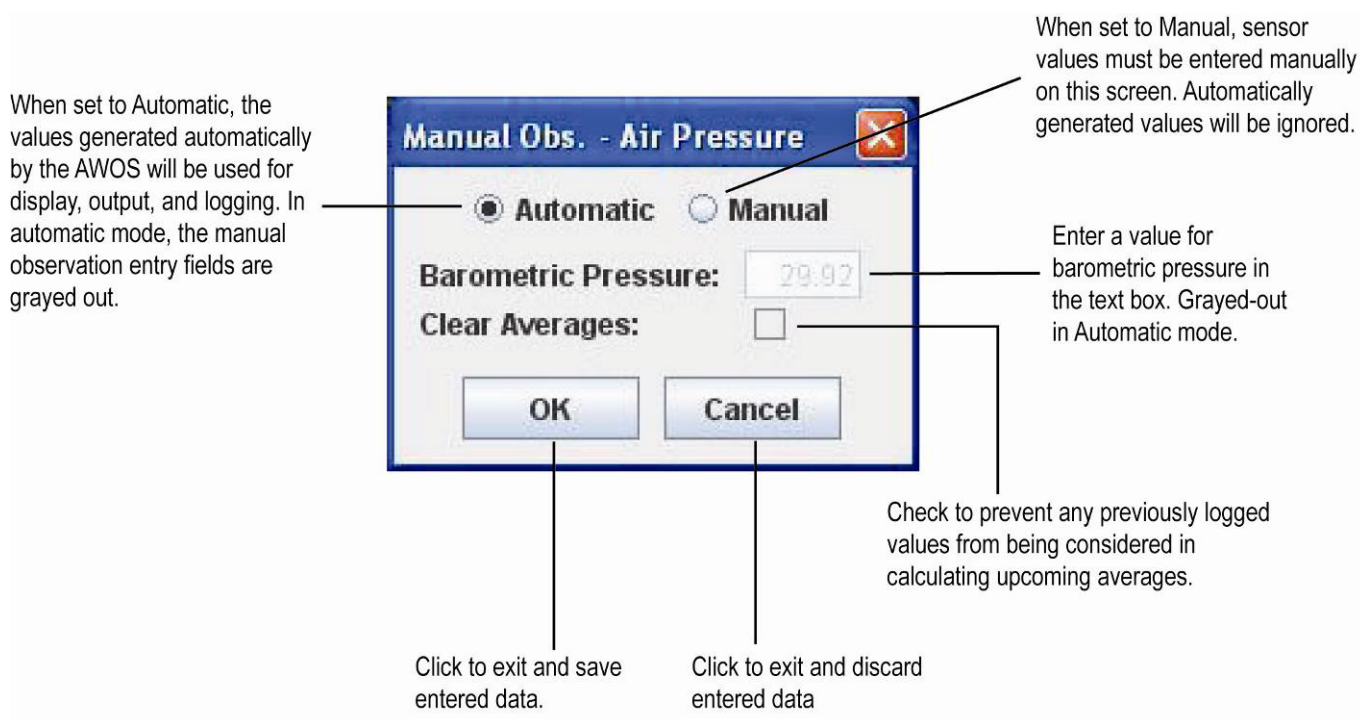 When set to Manual, sensor
values must be entered manually
on this screen. Automatically
generated values will be ignored.
When set to Automatic, the
values generated automatically
by the AWOS will be used for
display, output, and logging. In
automatic mode, the manual
observation entry fields are
grayed out.
Manual Obs. - Air Pressure
Automatic Manual
Barometric Pressure: 29.92
Clear Averages:
OK Cancel
Enter a value for
barometric pressure in
the text box. Grayed-out
in Automatic mode.
Check to prevent any previously logged
values from being considered in
calculating upcoming averages.
Click to exit and save
entered data.
Click to exit and discard
entered data